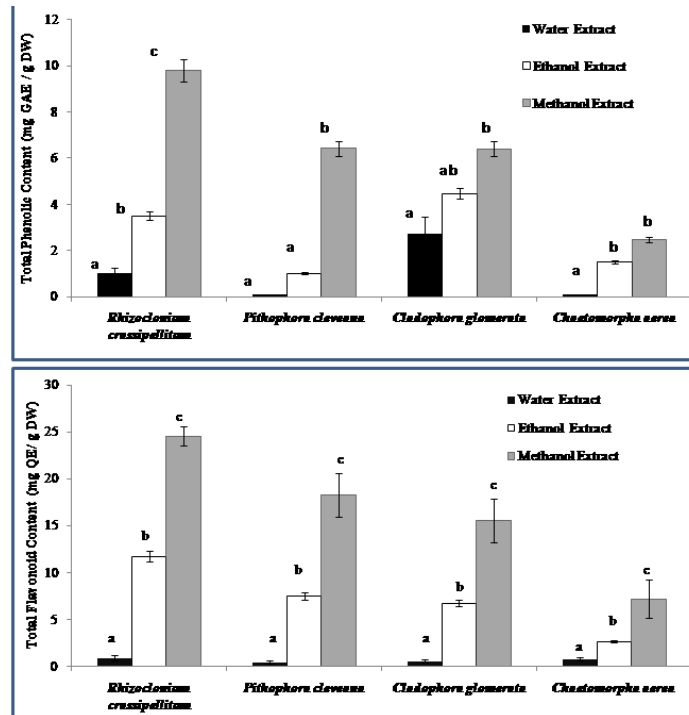 Total Phenolic Content (mg GAE / g DW)
12
10
8
6
4
2
0
Water Extract
Ethanol Extract
Methanol Extract
a
b
c
a
a
b
a
ab
b
a
b
b
Rhizoclonium crassipellitum
Pithophora cleveana
Cladophora glomerata
Chaetomorpha aerea
Total Flavonoid Content (mg QE/ g DW)
30
25
20
15
10
5
0
Water Extract
Ethanol Extract
Methanol Extract
a
b
c
a
b
c
a
b
c
a
b
c
Rhizoclonium crassipellitum
Pithophora cleveana
Cladophora glomerata
Chaetomorpha aerea